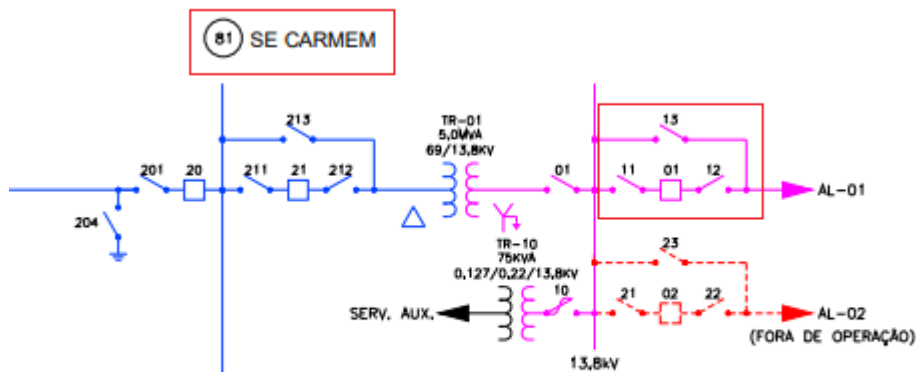 81 SE CARMEM
213
TR-01
5,0MVA
69/13,8KV
13
201
20
211
21
212
01
11
01
12
AL-01
204
TR-10
75KVA
0,127/0,22/13,8KV
23
SERV. AUX.
10
21
02
22
AL-02
(FORA DE OPERAÇÃO)
13,8kV